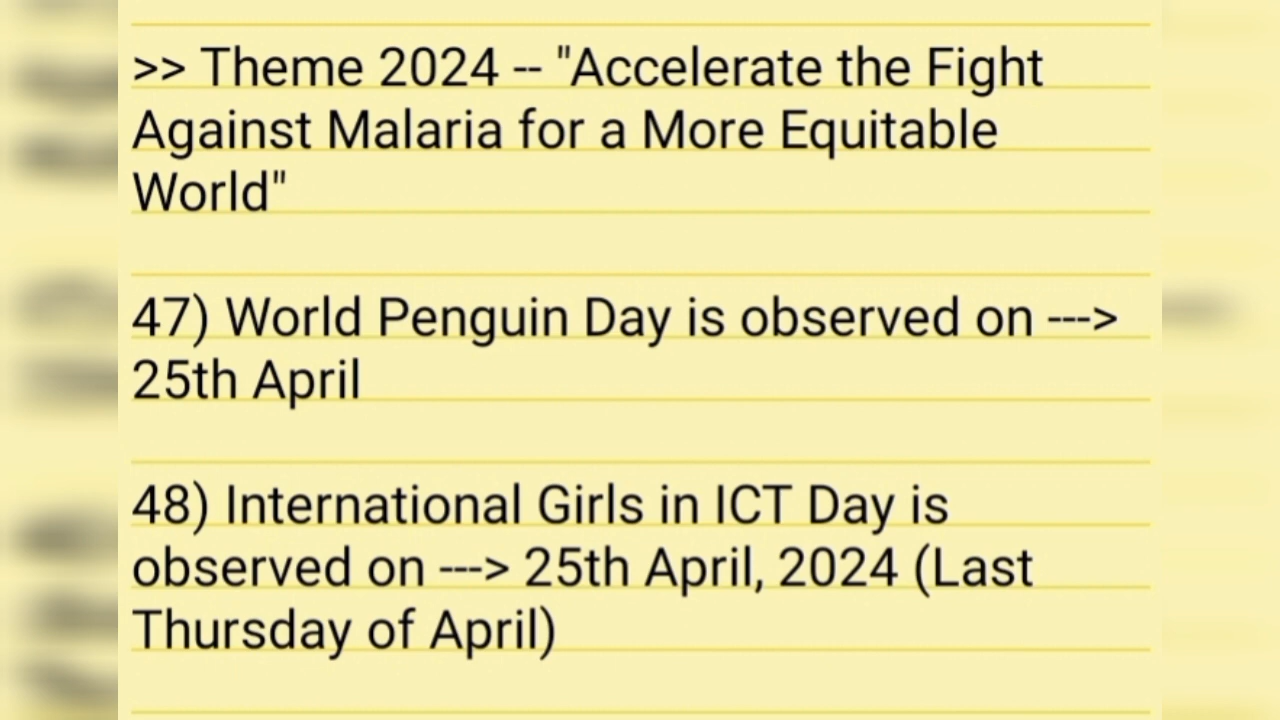 >> Theme 2024 -- "Accelerate the Fight
Against Malaria for a More Equitable
World"
47) World Penguin Day is observed on --->
25th April
48) International Girls in ICT Day is
observed on ---> 25th April, 2024 (Last
Thursday of April)